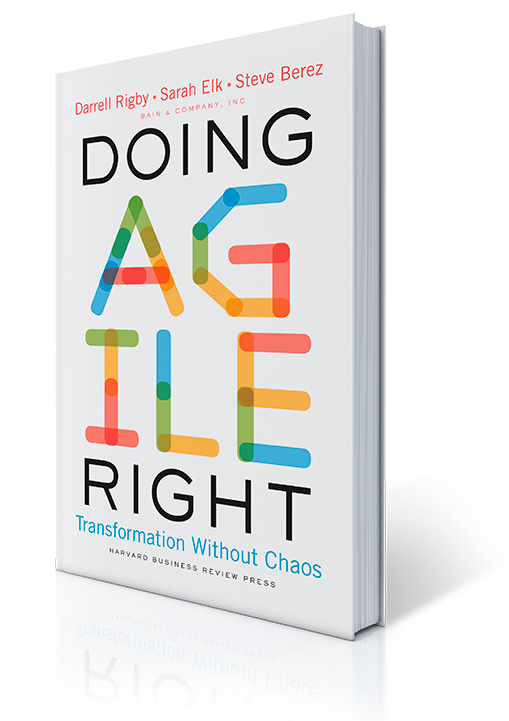 Darrell Rigby • Sarah Elk • Steve Berez
BAIN & COMPANY, INC
DOING
AG
ILE
RIGHT
Transformation Without Chaos
HARVARD BUSINESS REVIEW PRESS